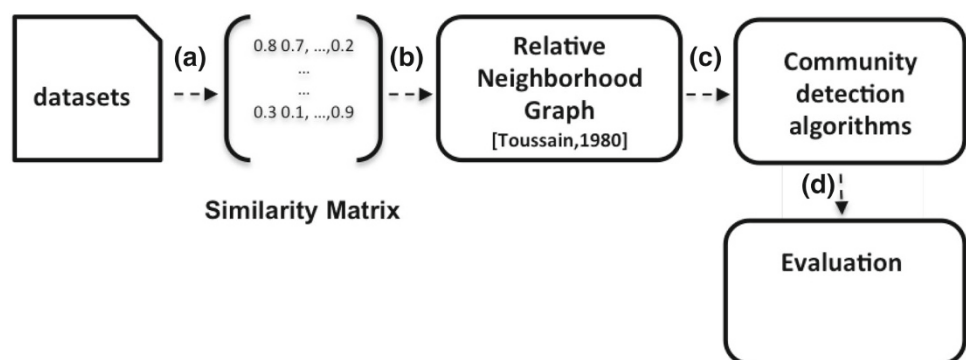 datasets
(a)
0.8 0.7, ...,0.2
...
...
0.3 0.1, ...,0.9
Similarity Matrix
(b)
Relative
Neighborhood
Graph
[Toussain,1980]
(c)
Community
detection
algorithms
(d)
Evaluation